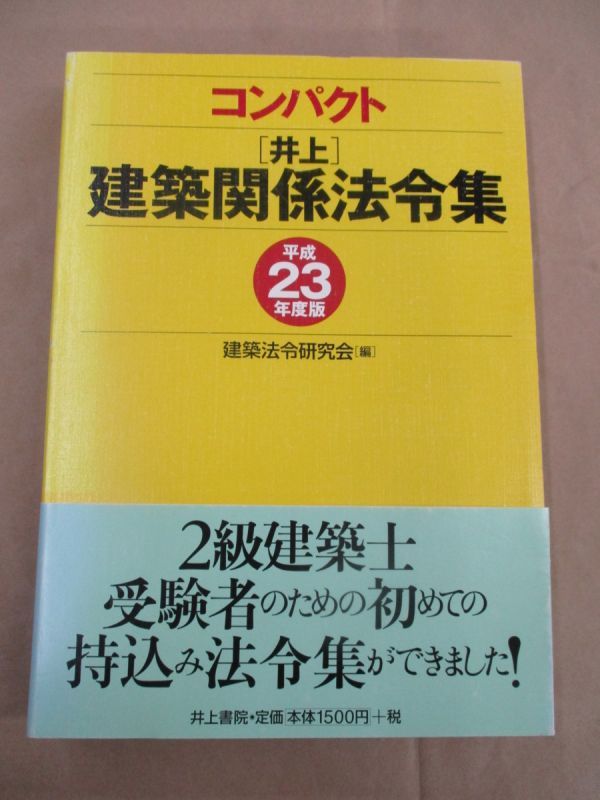 コンパクト
[井上]
建築関係法令集
平成
23
年度版
建築法令研究会[編]
2級建築士
受験者のための初めての
持込み法令集ができました!
井上書院・定価本体1500円+税